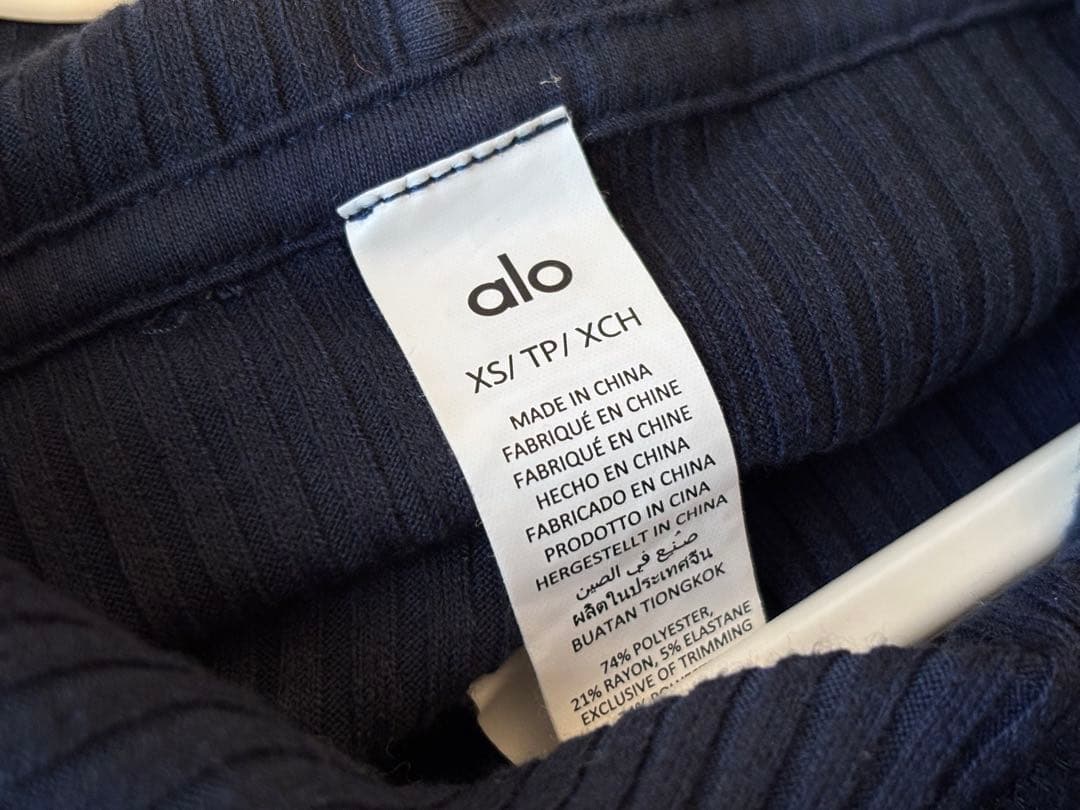 alo
XS/ TP/ XCH
MADE IN CHINA
FABRIQUÉ EN CHINE
FABRIQUÉ EN CHINE
HECHO EN CHINA
FABRICADO EN CHINA
PRODOTTO IN CINA
HERGESTELLT IN CHINA
صنع في الصين
ผลิตในประเทศจีน
BUATAN TIONGKOK
74% POLYESTER,
21% RAYON, 5% ELASTANE
EXCLUSIVE OF TRIMMING